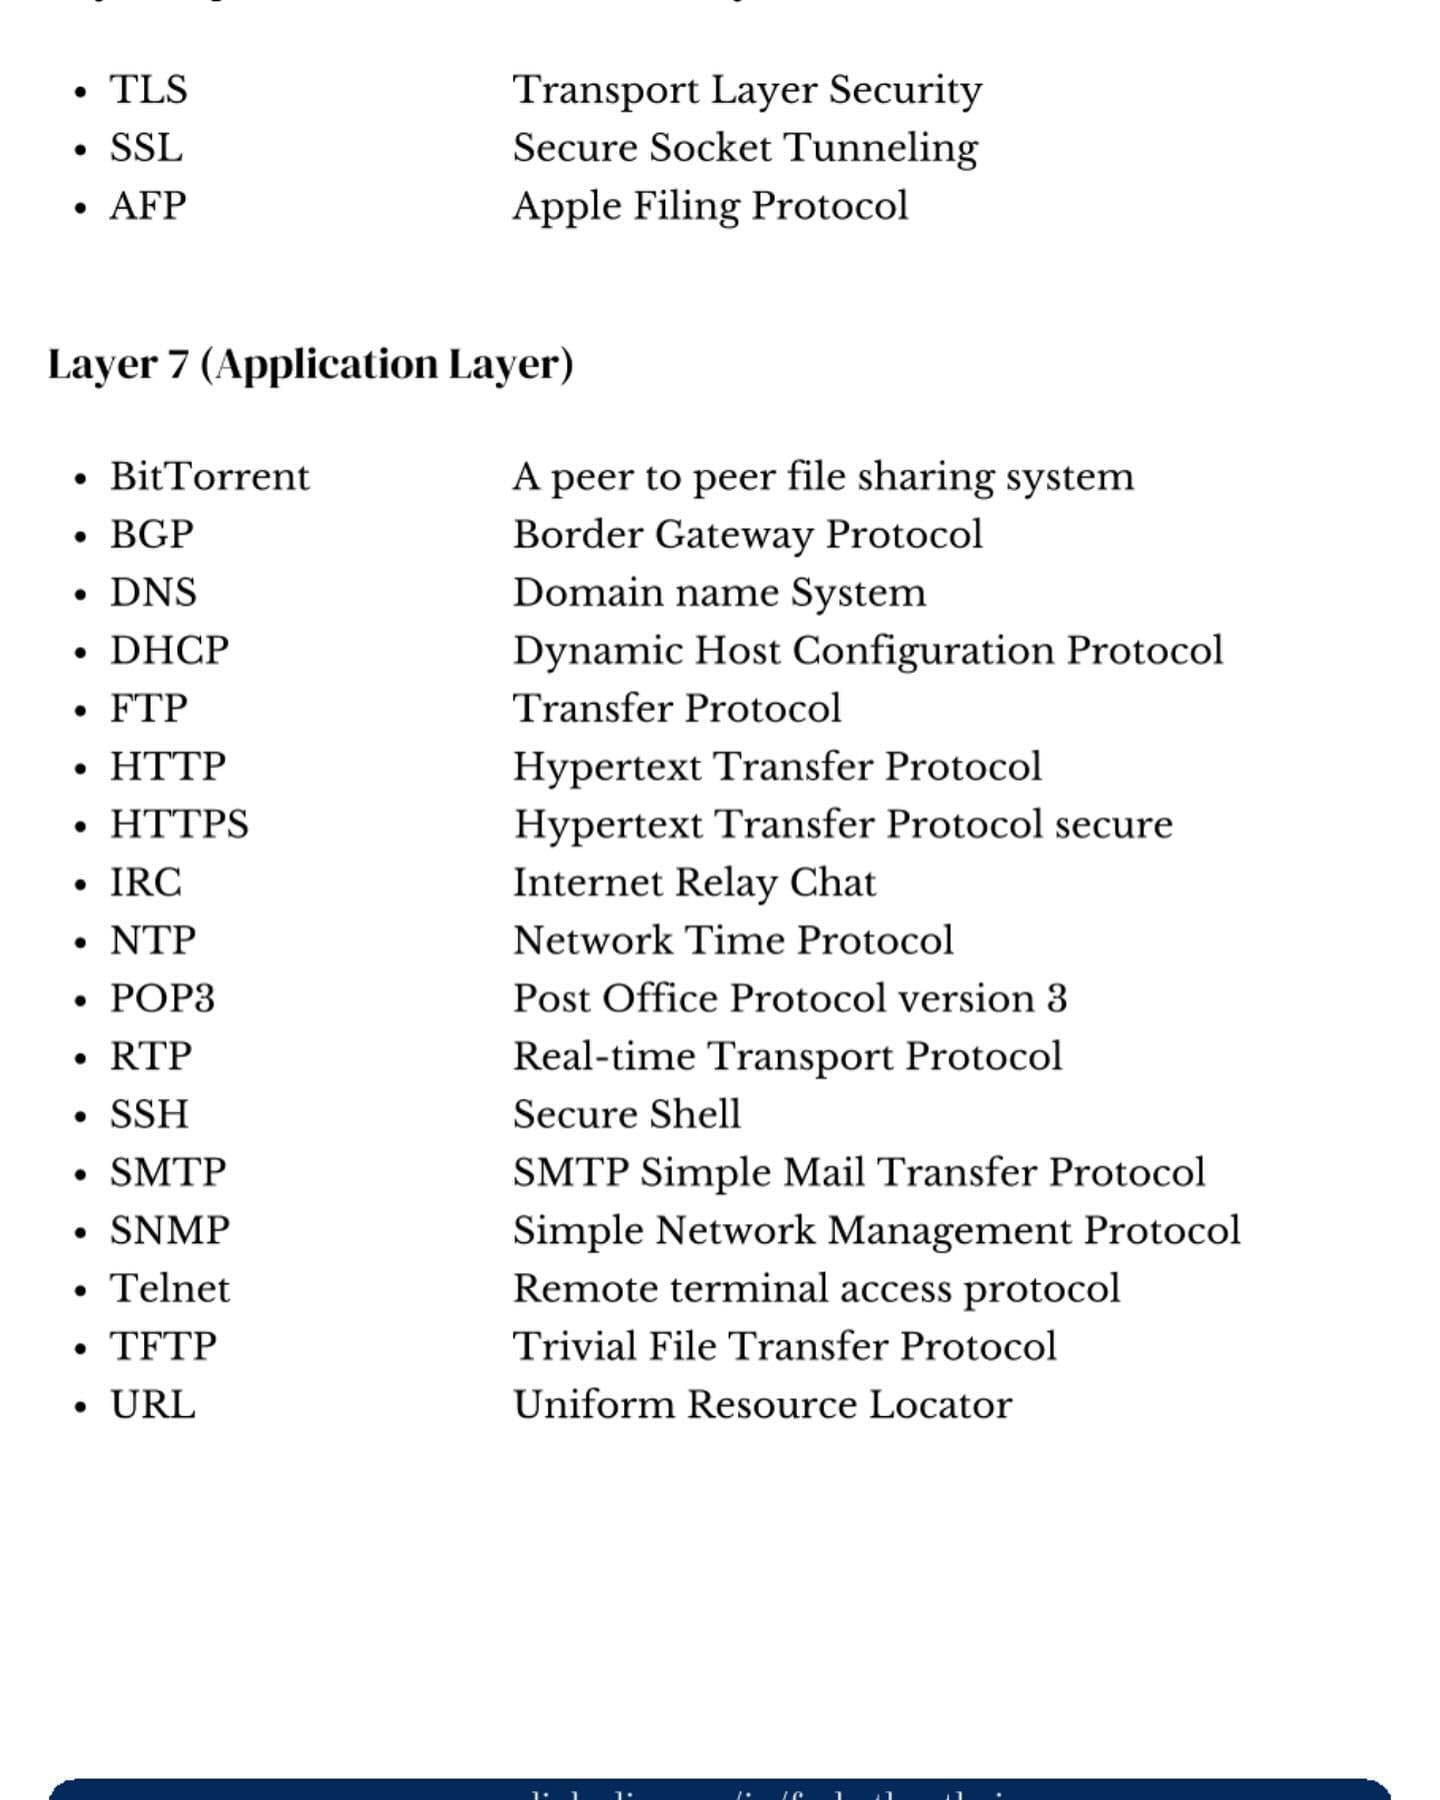 • TLS Transport Layer Security
• SSL Secure Socket Tunneling
• AFP Apple Filing Protocol
Layer 7 (Application Layer)
• BitTorrent A peer to peer file sharing system
• BGP Border Gateway Protocol
• DNS Domain name System
• DHCP Dynamic Host Configuration Protocol
• FTP Transfer Protocol
• HTTP Hypertext Transfer Protocol
• HTTPS Hypertext Transfer Protocol secure
• IRC Internet Relay Chat
• NTP Network Time Protocol
• POP3 Post Office Protocol version 3
• RTP Real-time Transport Protocol
• SSH Secure Shell
• SMTP SMTP Simple Mail Transfer Protocol
• SNMP Simple Network Management Protocol
• Telnet Remote terminal access protocol
• TFTP Trivial File Transfer Protocol
• URL Uniform Resource Locator